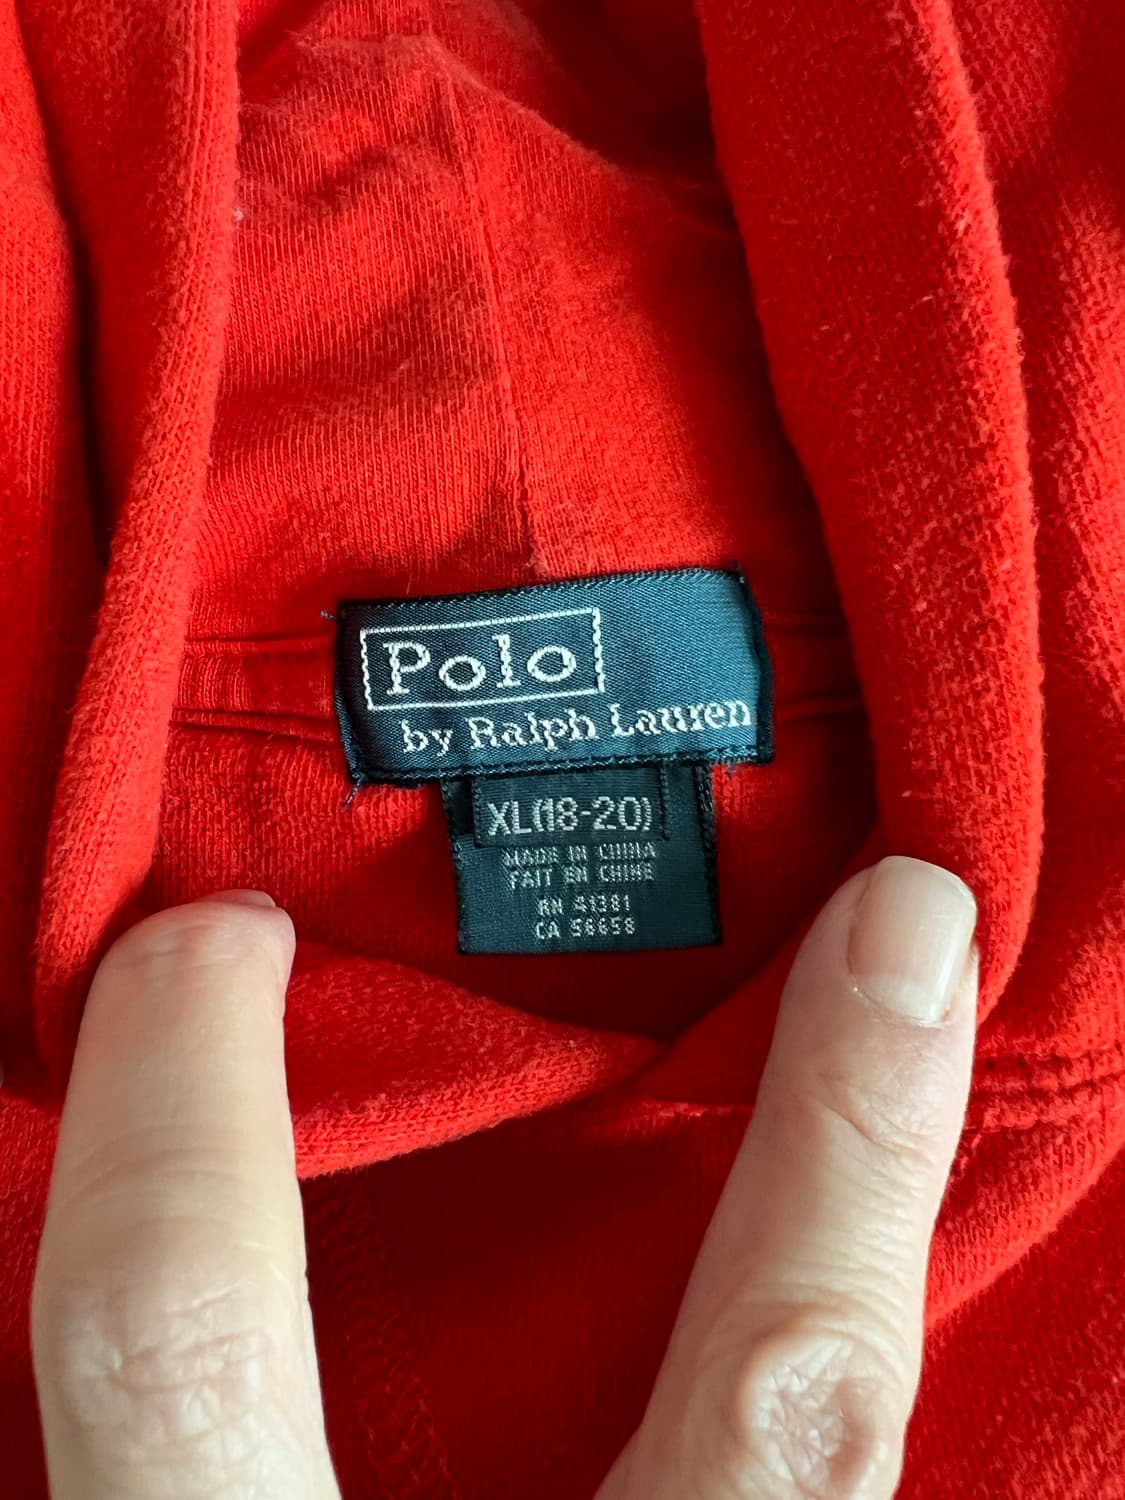 Polo
by Ralph Lauren
XL(18-20)
MADE IN CHINA
FAIT EN CHINE
RN 41381
CA 56658